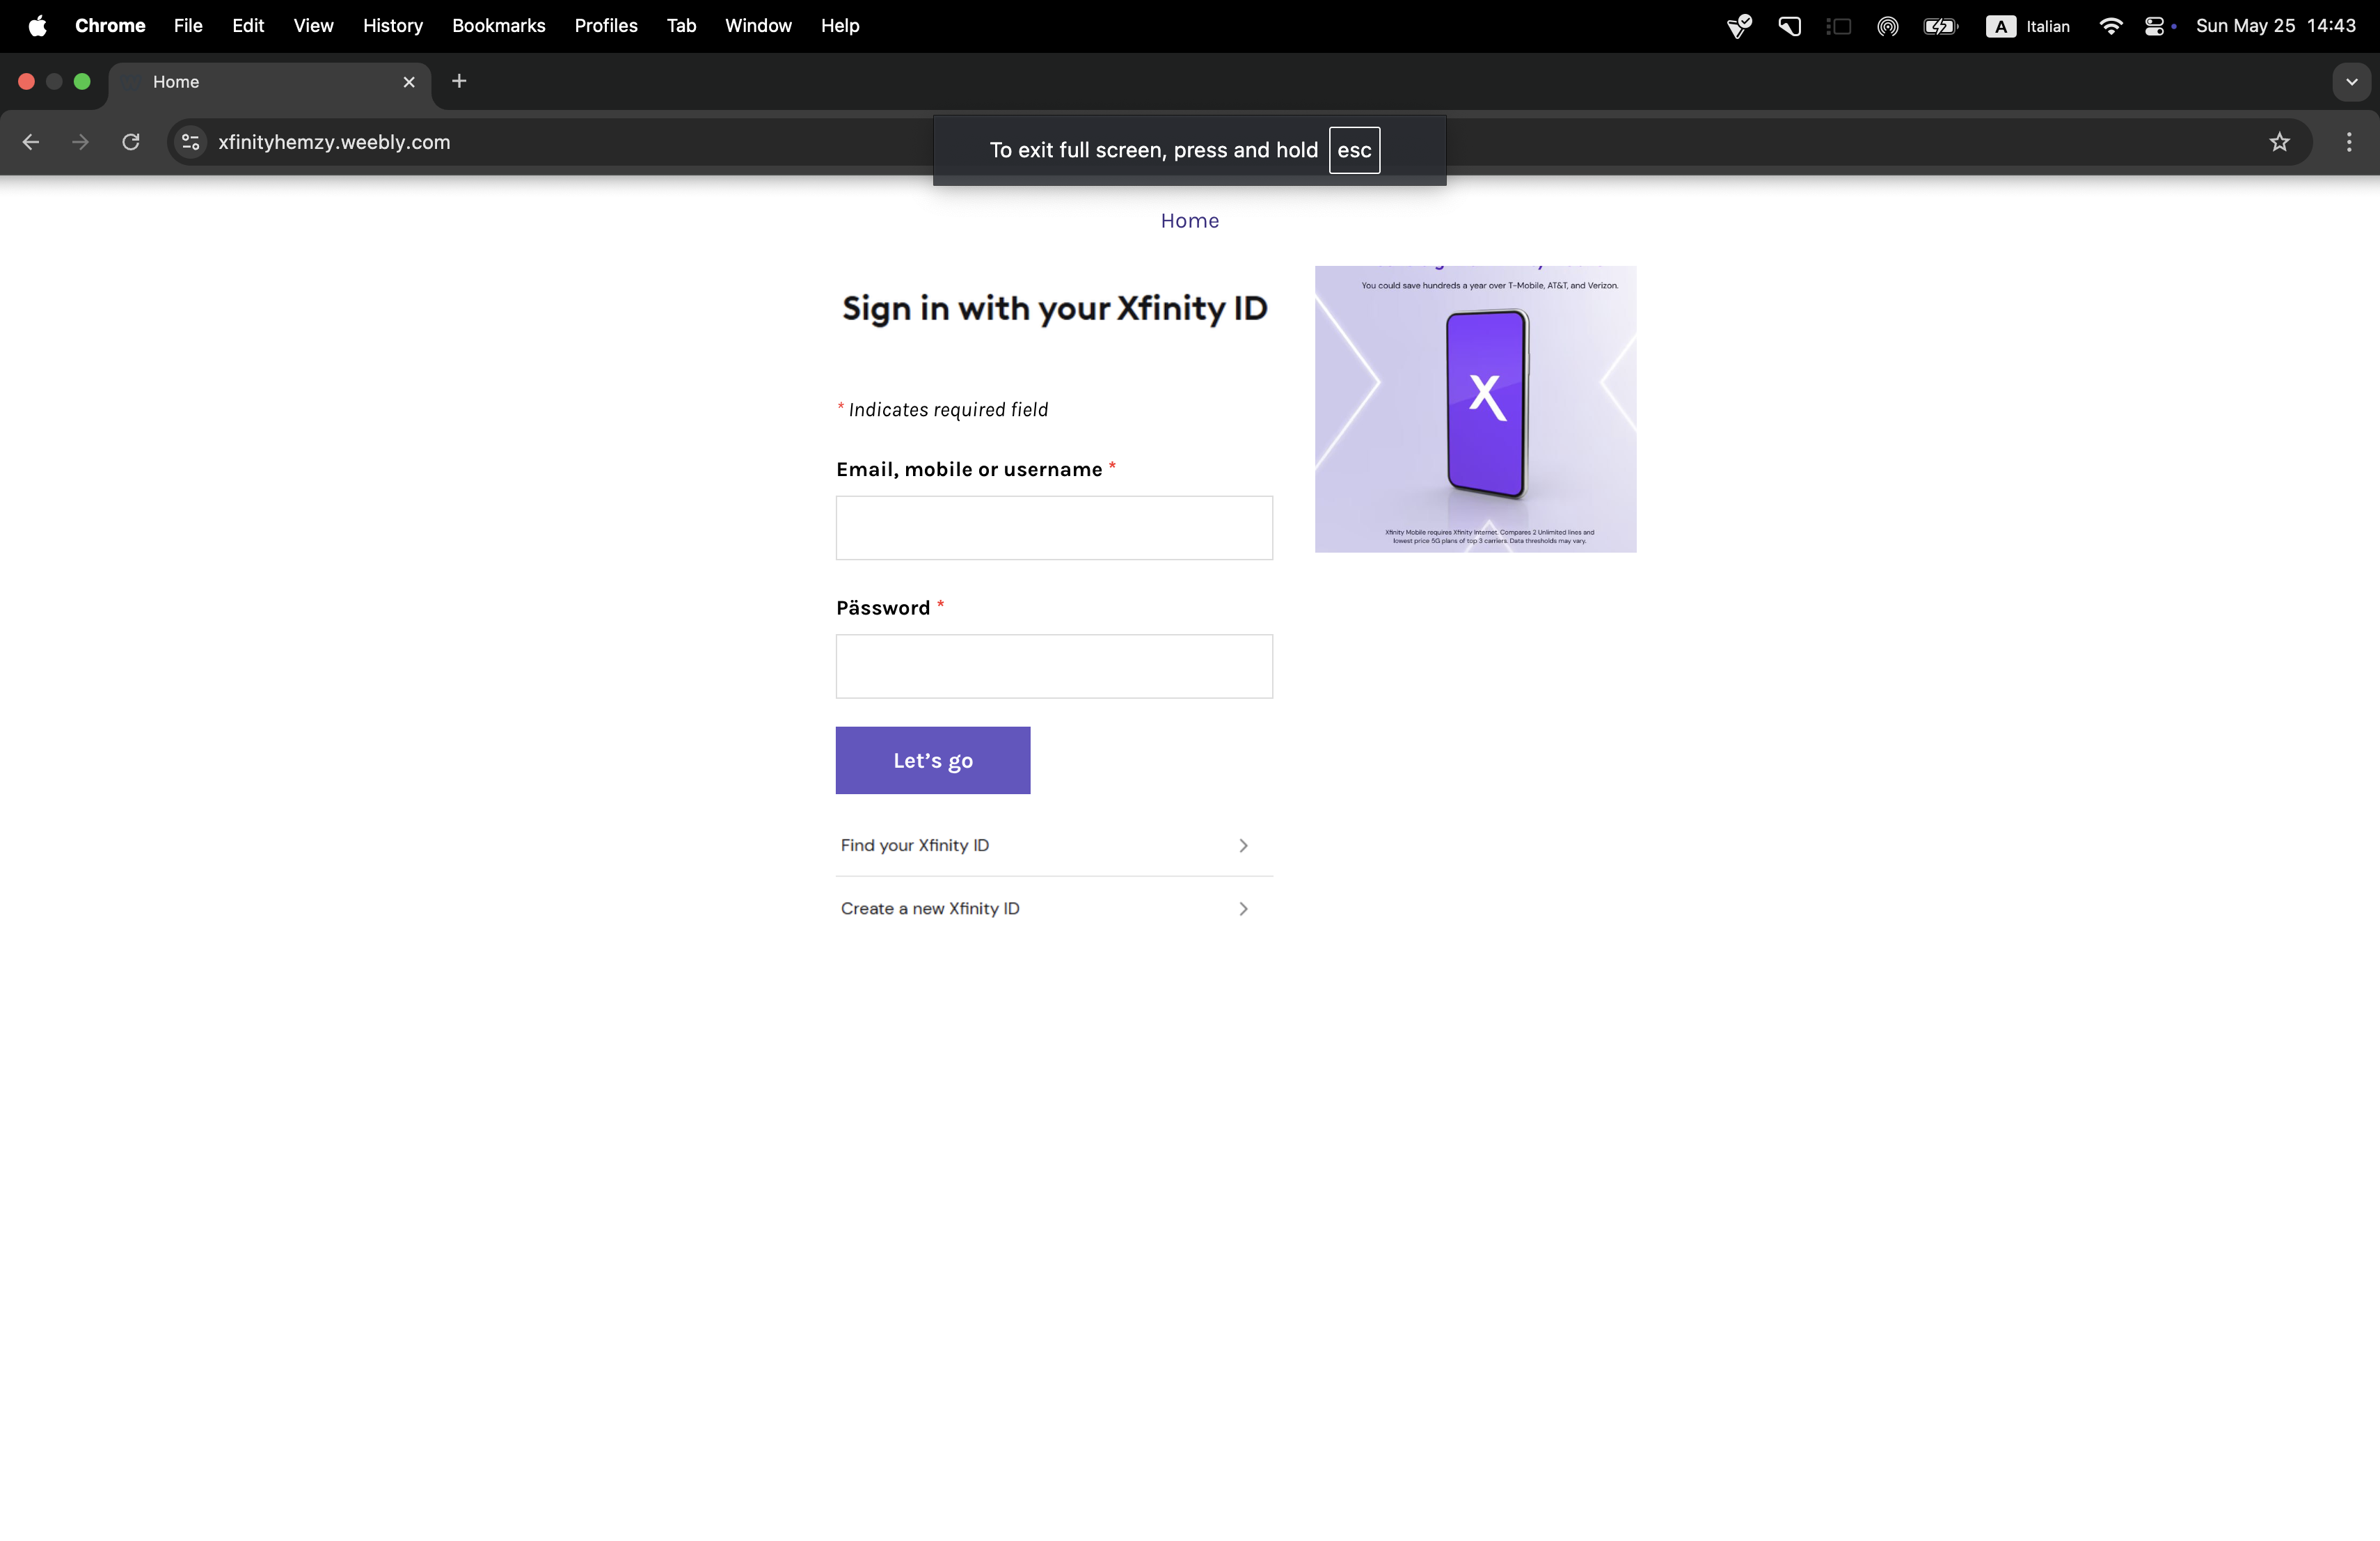 Chrome File Edit View History Bookmarks Profiles Tab Window Help A Italian Sun May 25 14:43
Home
xfinityhemzy.weebly.com
To exit full screen, press and hold esc
Home
Sign in with your Xfinity ID
You could save hundreds a year over T-Mobile, AT&T, and Verizon.
X
Xfinity Mobile requires Xfinity Internet. Compares 2 Unlimited lines and
lowest price 5G plans of top 3 carriers. Data thresholds may vary.
* Indicates required field
Email, mobile or username *
Pässword *
Let's go
Find your Xfinity ID
Create a new Xfinity ID